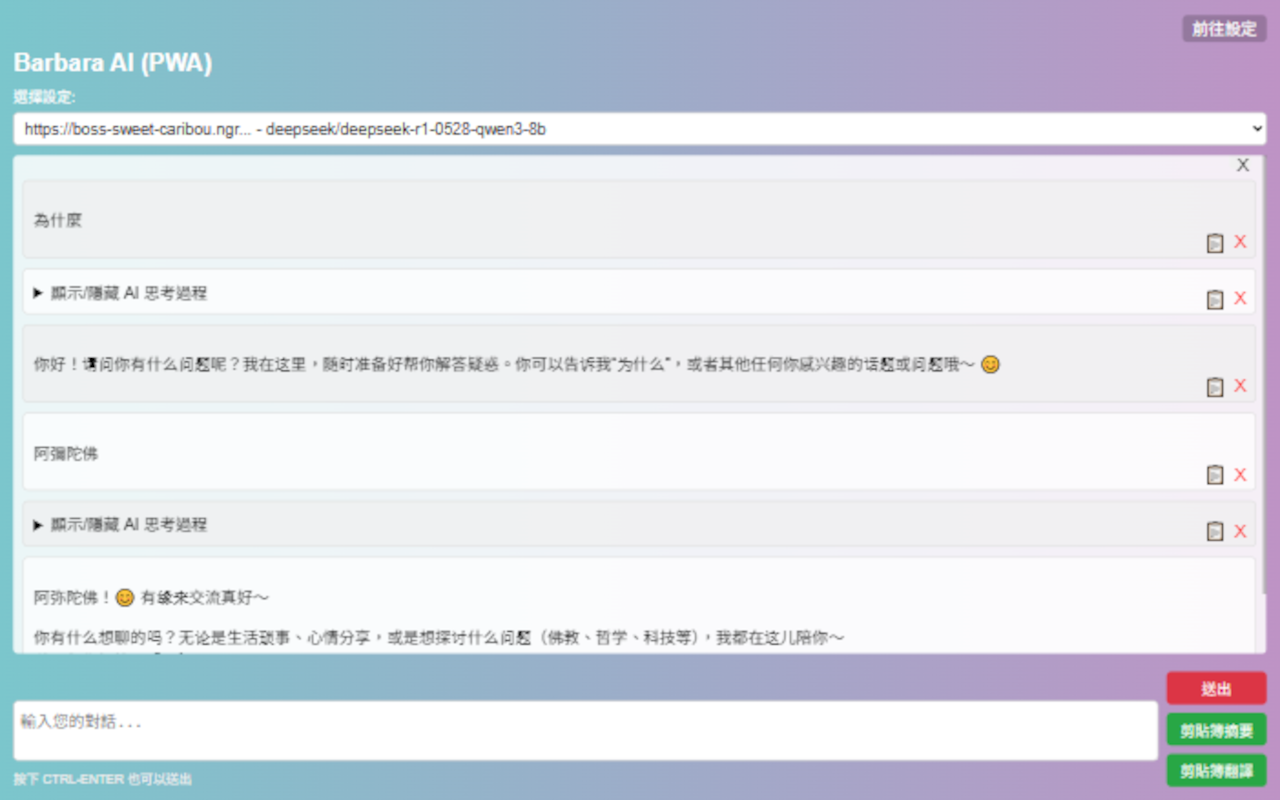 前往設定
Barbara AI (PWA)
選擇設定:
https://boss-sweet-caribou.ngr... - deepseek/deepseek-r1-0528-qwen3-8b
X
為什麼
X
▶ 顯示/隱藏 AI 思考過程
X
你好！请问你有什么问题呢？我在这里，随时准备好帮你解答疑惑。你可以告诉我"为什么"，或者其他任何你感兴趣的话题或问题哦～ 😊
X
阿彌陀佛
X
▶ 顯示/隱藏 AI 思考過程
X
阿弥陀佛！😊 有缘来交流真好～
你有什么想聊的吗？无论是生活琐事、心情分享，或是想探讨什么问题（佛教、哲学、科技等），我都在这儿陪你～
送出
輸入您的對話...
剪貼簿摘要
剪貼簿翻譯
按下 CTRL-ENTER 也可以送出